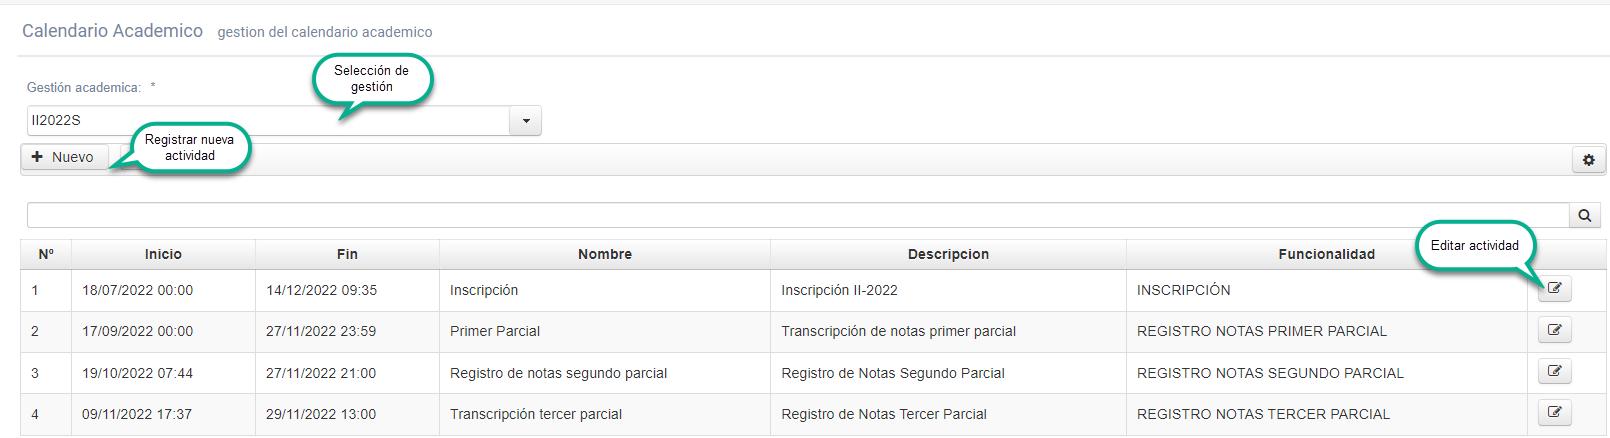 Calendario Academico gestion del calendario academico
Selección de
gestión
Gestión academica: *
II2022S
Registrar nueva
actividad
+ Nuevo
Editar actividad
Nº Inicio Fin Nombre Descripcion Funcionalidad
1 18/07/2022 00:00 14/12/2022 09:35 Inscripción Inscripción II-2022 INSCRIPCIÓN
2 17/09/2022 00:00 27/11/2022 23:59 Primer Parcial Transcripción de notas primer parcial REGISTRO NOTAS PRIMER PARCIAL
3 19/10/2022 07:44 27/11/2022 21:00 Registro de notas segundo parcial Registro de Notas Segundo Parcial REGISTRO NOTAS SEGUNDO PARCIAL
4 09/11/2022 17:37 29/11/2022 13:00 Transcripción tercer parcial Registro de Notas Tercer Parcial REGISTRO NOTAS TERCER PARCIAL